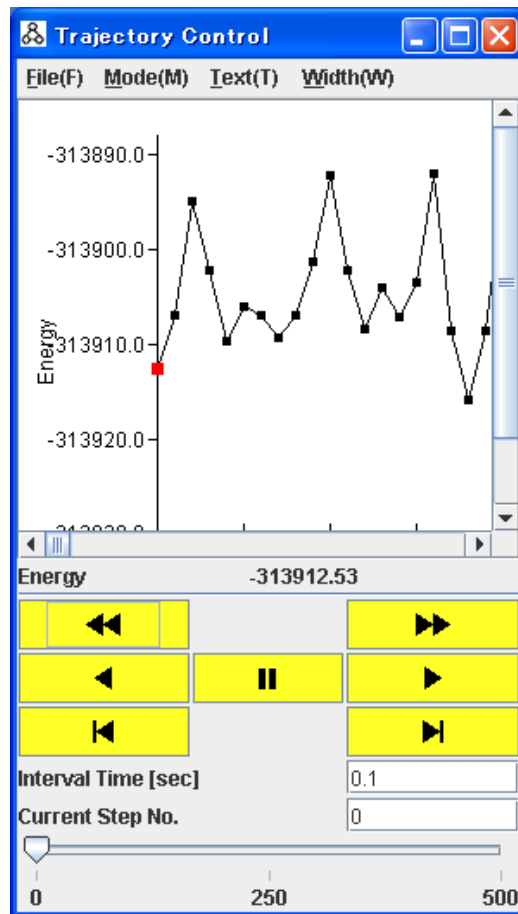 Trajectory Control
File(F) Mode(M) Text(T) Width(W)
-313890.0
-313900.0
-313910.0
-313920.0
Energy
Energy -313912.53
Interval Time [sec] 0.1
Current Step No. 0
0 250 500